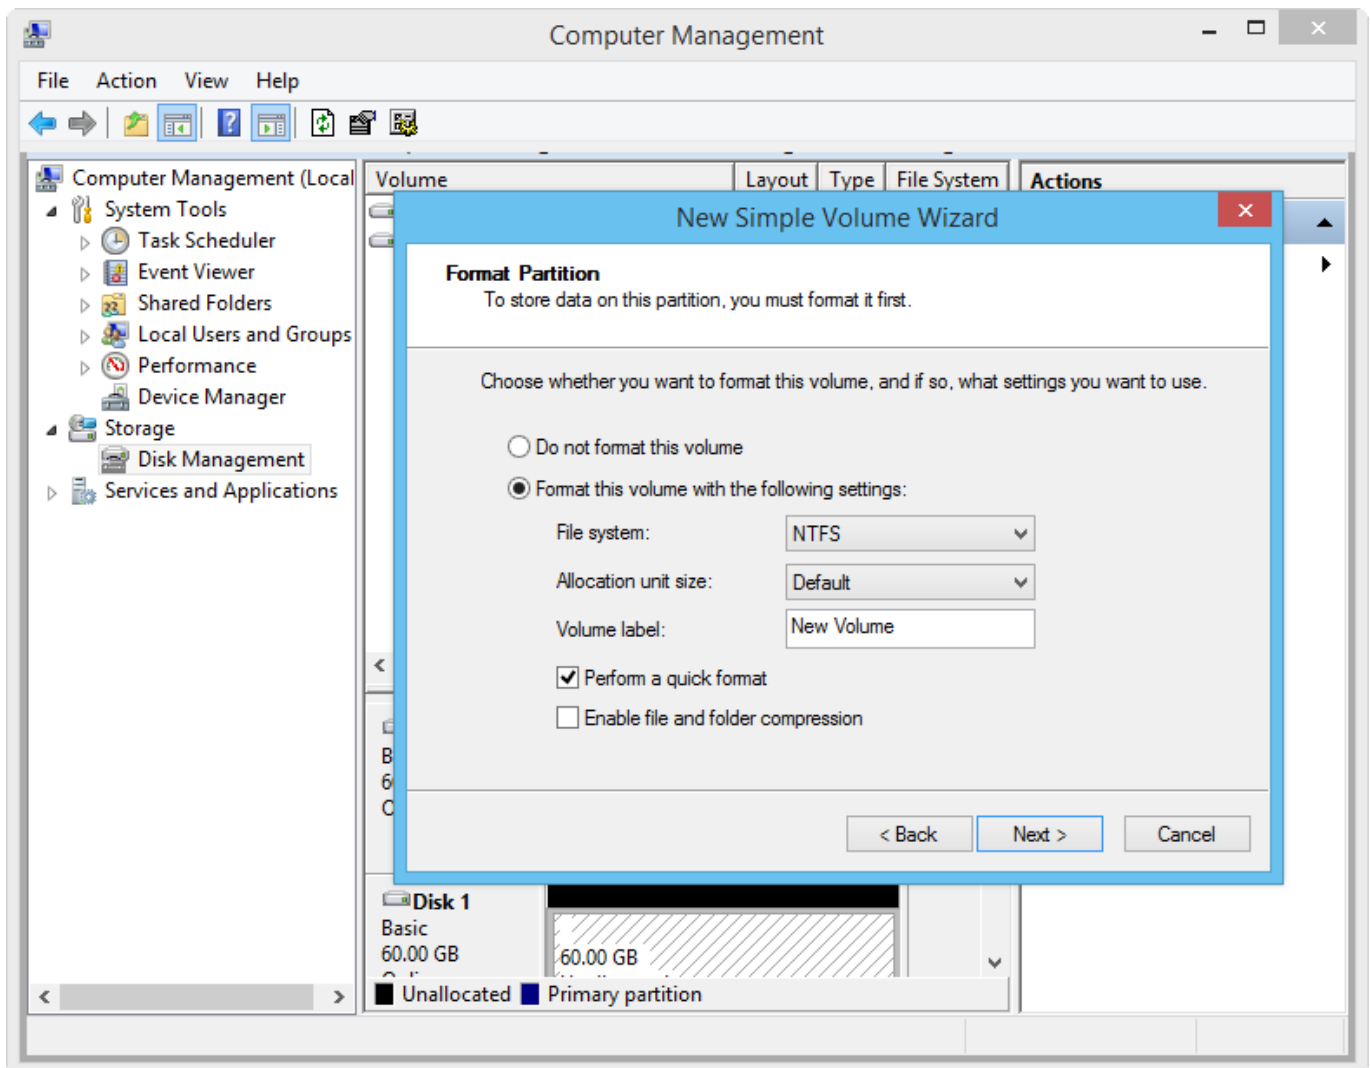 Computer Management
File Action View Help
Computer Management (Local
System Tools
Task Scheduler
Event Viewer
Shared Folders
Local Users and Groups
Performance
Device Manager
Storage
Disk Management
Services and Applications
Volume Layout Type File System
Actions
New Simple Volume Wizard
Format Partition
To store data on this partition, you must format it first.
Choose whether you want to format this volume, and if so, what settings you want to use.
Do not format this volume
Format this volume with the following settings:
File system: NTFS
Allocation unit size: Default
Volume label: New Volume
Perform a quick format
Enable file and folder compression
< Back Next > Cancel
Disk 1
Basic
60.00 GB
60.00 GB
Unallocated Primary partition